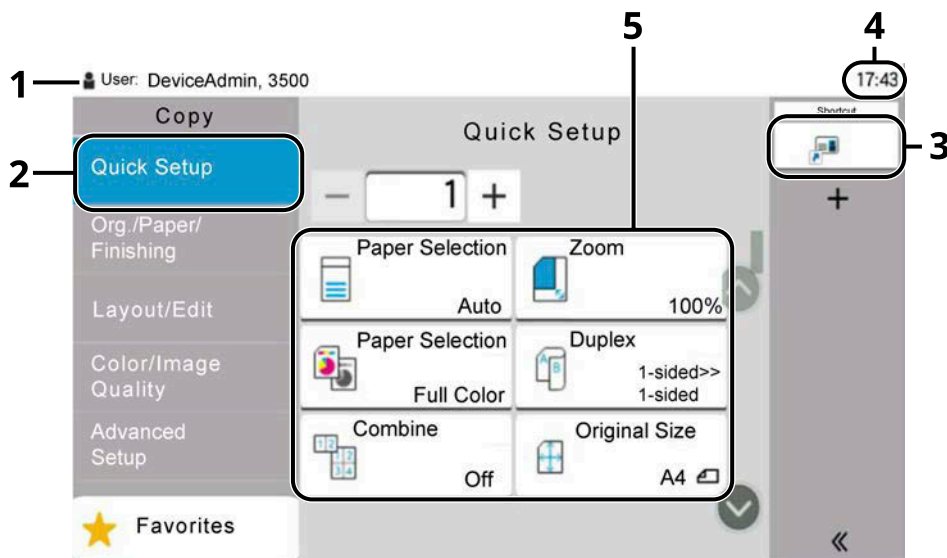 5
4
1
User: DeviceAdmin, 3500
17:43
Copy
Quick Setup
Shortcut
2
Quick Setup
3
1
Org./Paper/
Finishing
Paper Selection
Auto
Zoom
100%
Layout/Edit
Paper Selection
Full Color
Duplex
1-sided>>
1-sided
Color/Image
Quality
Combine
Off
Original Size
A4
Advanced
Setup
Favorites